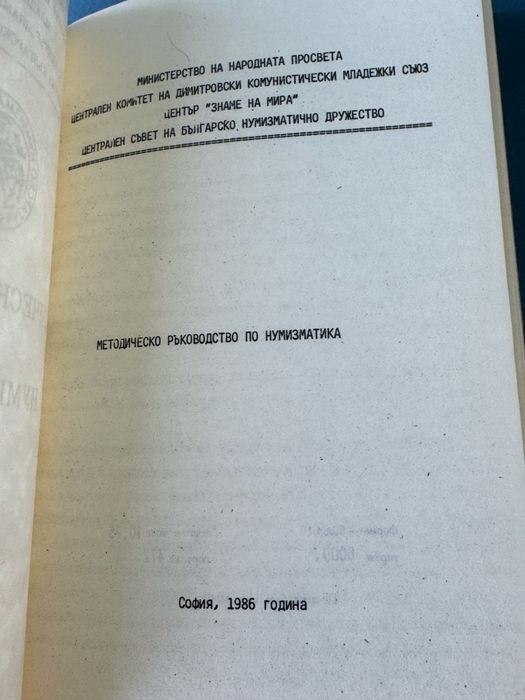 МИНИСТЕРСТВО НА НАРОДНАТА ПРОСВЕТА
ЦЕНТРАЛЕН КОМИТЕТ НА ДИМИТРОВСКИ КОМУНИСТИЧЕСКИ МЛАДЕЖКИ СЪЮЗ
ЦЕНТЪР "ЗНАМЕ НА МИРА"
ЦЕНТРАЛЕН СЪВЕТ НА БЪЛГАРСКО НУМИЗМАТИЧНО ДРУЖЕСТВО
МЕТОДИЧЕСКО РЪКОВОДСТВО ПО НУМИЗМАТИКА
София, 1986 година